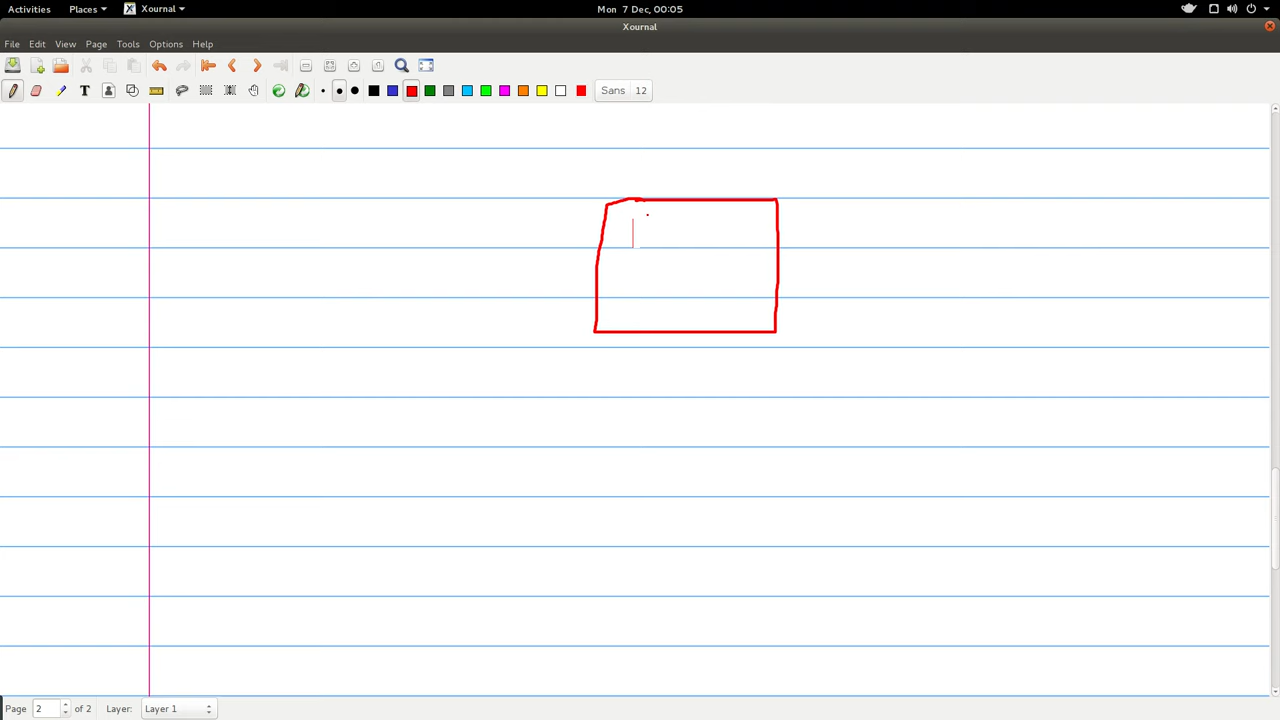 Activities Places Xournal Mon 7 Dec, 00:05
Xournal
File Edit View Page Tools Options Help
Sans 12
Page 2 of 2 Layer: Layer 1